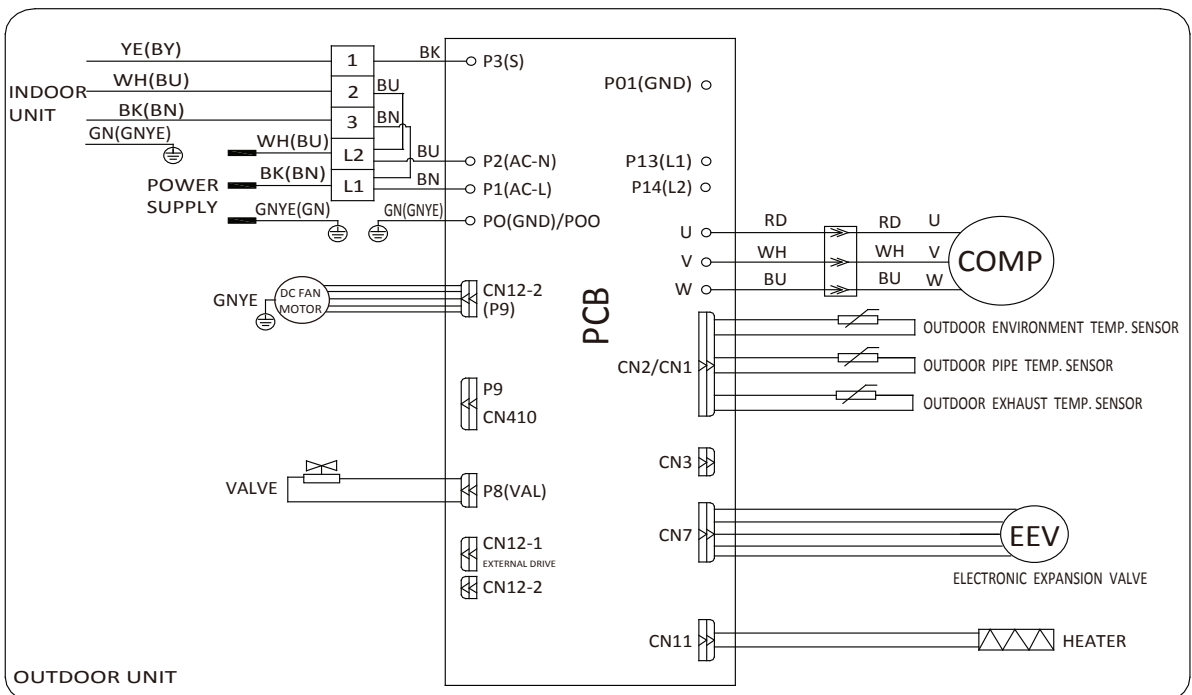 YE(BY)
1
BK
P3(S)
WH(BU)
2
BU
P01(GND)
INDOOR
UNIT
BK(BN)
3
BN
GN(GNYE)
WH(BU)
L2
BU
P2(AC-N)
P13(L1)
BK(BN)
L1
BN
P1(AC-L)
P14(L2)
POWER
SUPPLY
GNYE(GN)
GN(GNYE)
PO(GND)/POO
U
RD
RD
U
V
WH
WH
V
COMP
W
BU
BU
W
GNYE
DC FAN
MOTOR
CN12-2
(P9)
PCB
OUTDOOR ENVIRONMENT TEMP. SENSOR
CN2/CN1
OUTDOOR PIPE TEMP. SENSOR
P9
CN410
OUTDOOR EXHAUST TEMP. SENSOR
CN3
VALVE
P8(VAL)
CN7
EEV
CN12-1
EXTERNAL DRIVE
CN12-2
ELECTRONIC EXPANSION VALVE
CN11
HEATER
OUTDOOR UNIT